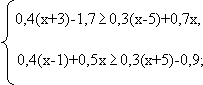 0,4(x+3)-1,7 ≥ 0,3(x-5)+0,7x,
0,4(x-1)+0,5x ≥ 0,3(x+5)-0,9;